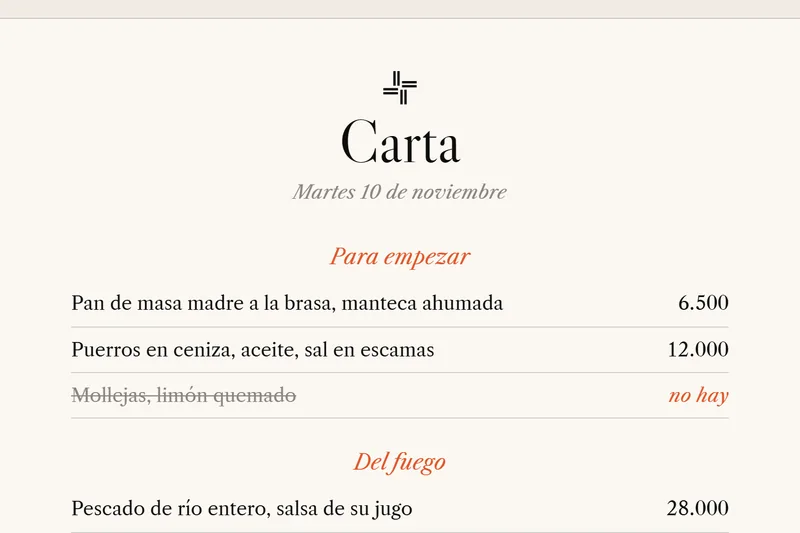 Carta
Martes 10 de noviembre
Para empezar
Pan de masa madre a la brasa, manteca ahumada 6.500
Puerros en ceniza, aceite, sal en escamas 12.000
Mollejas, limón quemado no hay
Del fuego
Pescado de río entero, salsa de su jugo 28.000